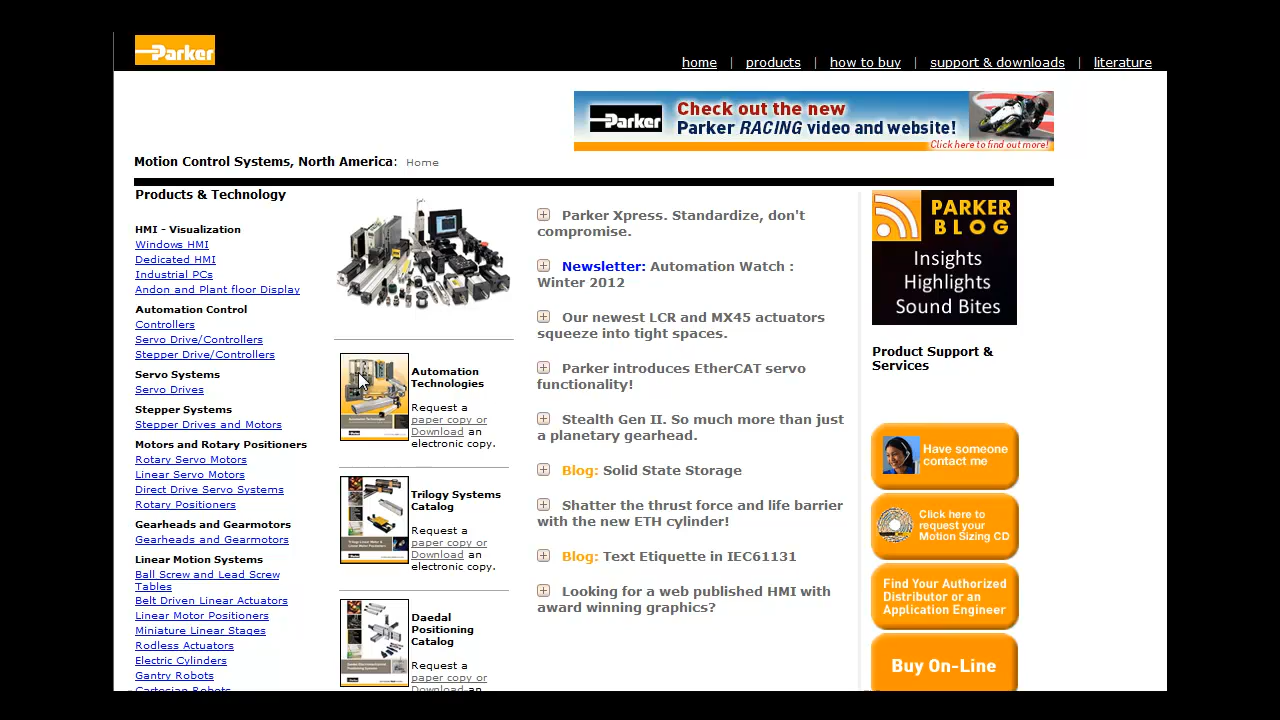 Parker
home | products | how to buy | support & downloads | literature
Parker
Check out the new
Parker RACING video and website!
Click here to find out more!
Motion Control Systems, North America: Home
Products & Technology
HMI - Visualization
Windows HMI
Dedicated HMI
Industrial PCs
Andon and Plant floor Display
Automation Control
Controllers
Servo Drive/Controllers
Stepper Drive/Controllers
Servo Systems
Servo Drives
Stepper Systems
Stepper Drives and Motors
Motors and Rotary Positioners
Rotary Servo Motors
Linear Servo Motors
Direct Drive Servo Systems
Rotary Positioners
Gearheads and Gearmotors
Gearheads and Gearmotors
Linear Motion Systems
Ball Screw and Lead Screw
Tables
Belt Driven Linear Actuators
Linear Motor Positioners
Miniature Linear Stages
Rodless Actuators
Electric Cylinders
Gantry Robots
Cartesian Robots
Automation
Technologies
Request a
paper copy or
Download an
electronic copy.
Trilogy Systems
Catalog
Request a
paper copy or
Download an
electronic copy.
Daedal
Positioning
Catalog
Request a
paper copy or
Download an
Parker Xpress. Standardize, don't
compromise.
Newsletter: Automation Watch :
Winter 2012
Our newest LCR and MX45 actuators
squeeze into tight spaces.
Parker introduces EtherCAT servo
functionality!
Stealth Gen II. So much more than just
a planetary gearhead.
Blog: Solid State Storage
Shatter the thrust force and life barrier
with the new ETH cylinder!
Blog: Text Etiquette in IEC61131
Looking for a web published HMI with
award winning graphics?
PARKER
BLOG
Insights
Highlights
Sound Bites
Product Support &
Services
Have someone
contact me
Click here to
request your
Motion Sizing CD
Find Your Authorized
Distributor or an
Application Engineer
Buy On-Line